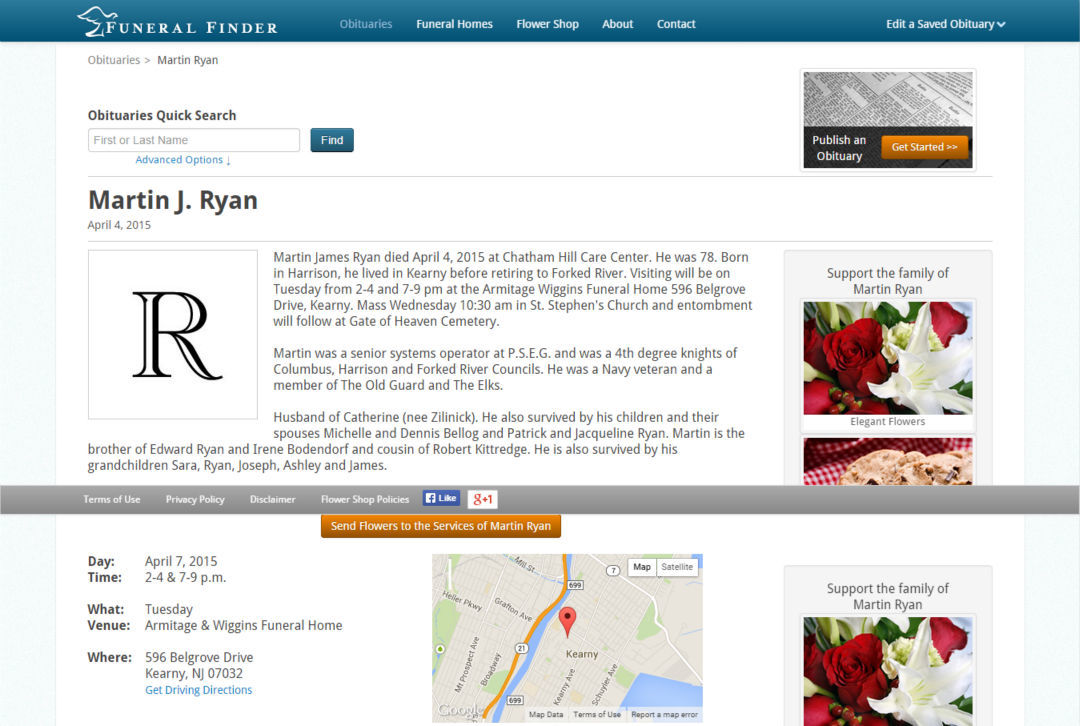 FUNERAL FINDER
Obituaries Funeral Homes Flower Shop About Contact Edit a Saved Obituary
Obituaries > Martin Ryan
Obituaries Quick Search
First or Last Name Find
Advanced Options ↓
Publish an
Obituary
Get Started >>
Martin J. Ryan
April 4, 2015
R
Martin James Ryan died April 4, 2015 at Chatham Hill Care Center. He was 78. Born
in Harrison, he lived in Kearny before retiring to Forked River. Visiting will be on
Tuesday from 2-4 and 7-9 pm at the Armitage Wiggins Funeral Home 596 Belgrove
Drive, Kearny. Mass Wednesday 10:30 am in St. Stephen's Church and entombment
will follow at Gate of Heaven Cemetery.
Martin was a senior systems operator at P.S.E.G. and was a 4th degree knights of
Columbus, Harrison and Forked River Councils. He was a Navy veteran and a
member of The Old Guard and The Elks.
Husband of Catherine (nee Zilinick). He also survived by his children and their
spouses Michelle and Dennis Bellog and Patrick and Jacqueline Ryan. Martin is the
brother of Edward Ryan and Irene Bodendorf and cousin of Robert Kittredge. He is also survived by his
grandchildren Sara, Ryan, Joseph, Ashley and James.
Support the family of
Martin Ryan
Elegant Flowers
Terms of Use Privacy Policy Disclaimer Flower Shop Policies Like g+1
Send Flowers to the Services of Martin Ryan
Day: April 7, 2015
Time: 2-4 & 7-9 p.m.
What: Tuesday
Venue: Armitage & Wiggins Funeral Home
Where: 596 Belgrove Drive
Kearny, NJ 07032
Get Driving Directions
Mill St
7
Map Satellite
699
Heller Pkwy
Grafton Ave
21
Kearny
Mt Prospect Ave
Broadway
Kearny Ave
Schuyler Ave
699
Google
Map Data Terms of Use Report a map error
Support the family of
Martin Ryan